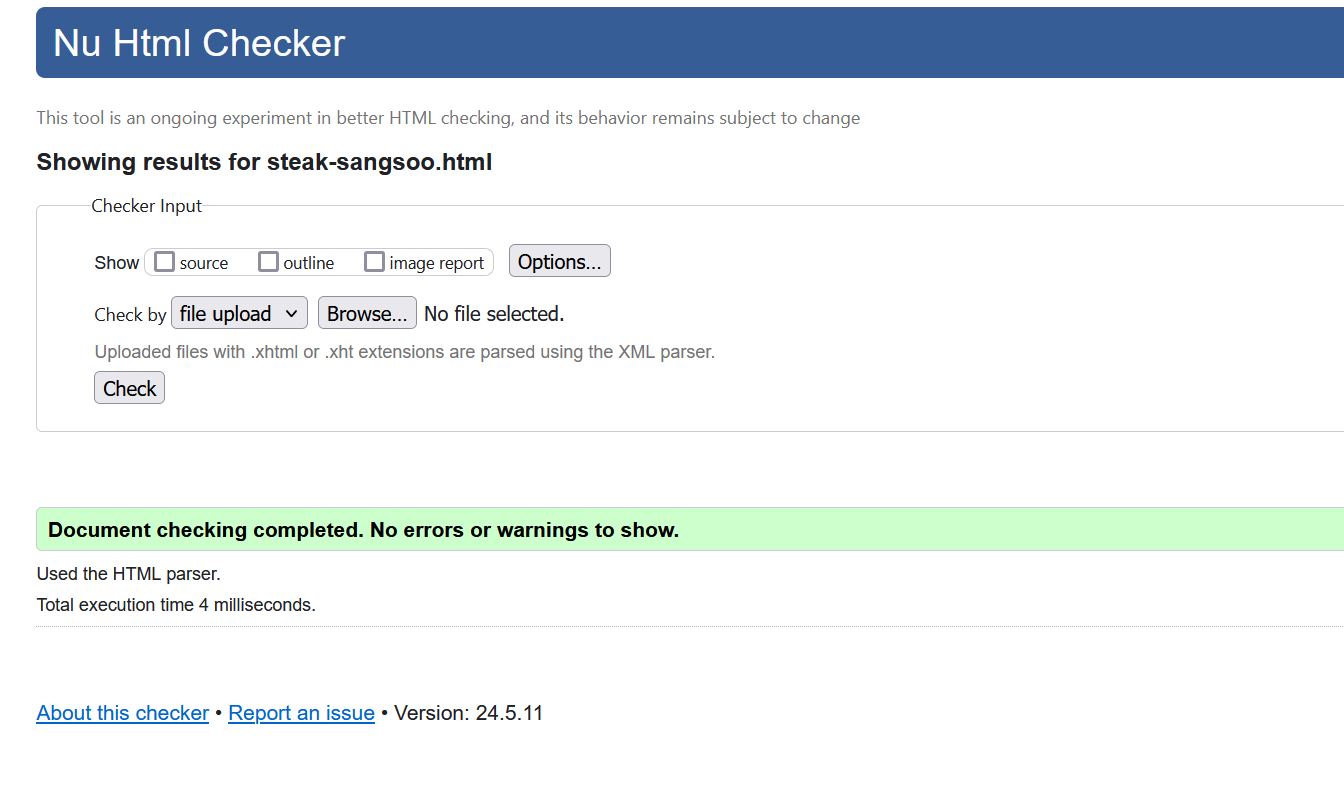 Nu Html Checker
This tool is an ongoing experiment in better HTML checking, and its behavior remains subject to change
Showing results for steak-sangsoo.html
Checker Input
Show source outline image report Options...
Check by file upload Browse... No file selected.
Uploaded files with .xhtml or .xht extensions are parsed using the XML parser.
Check
Document checking completed. No errors or warnings to show.
Used the HTML parser.
Total execution time 4 milliseconds.
About this checker • Report an issue • Version: 24.5.11